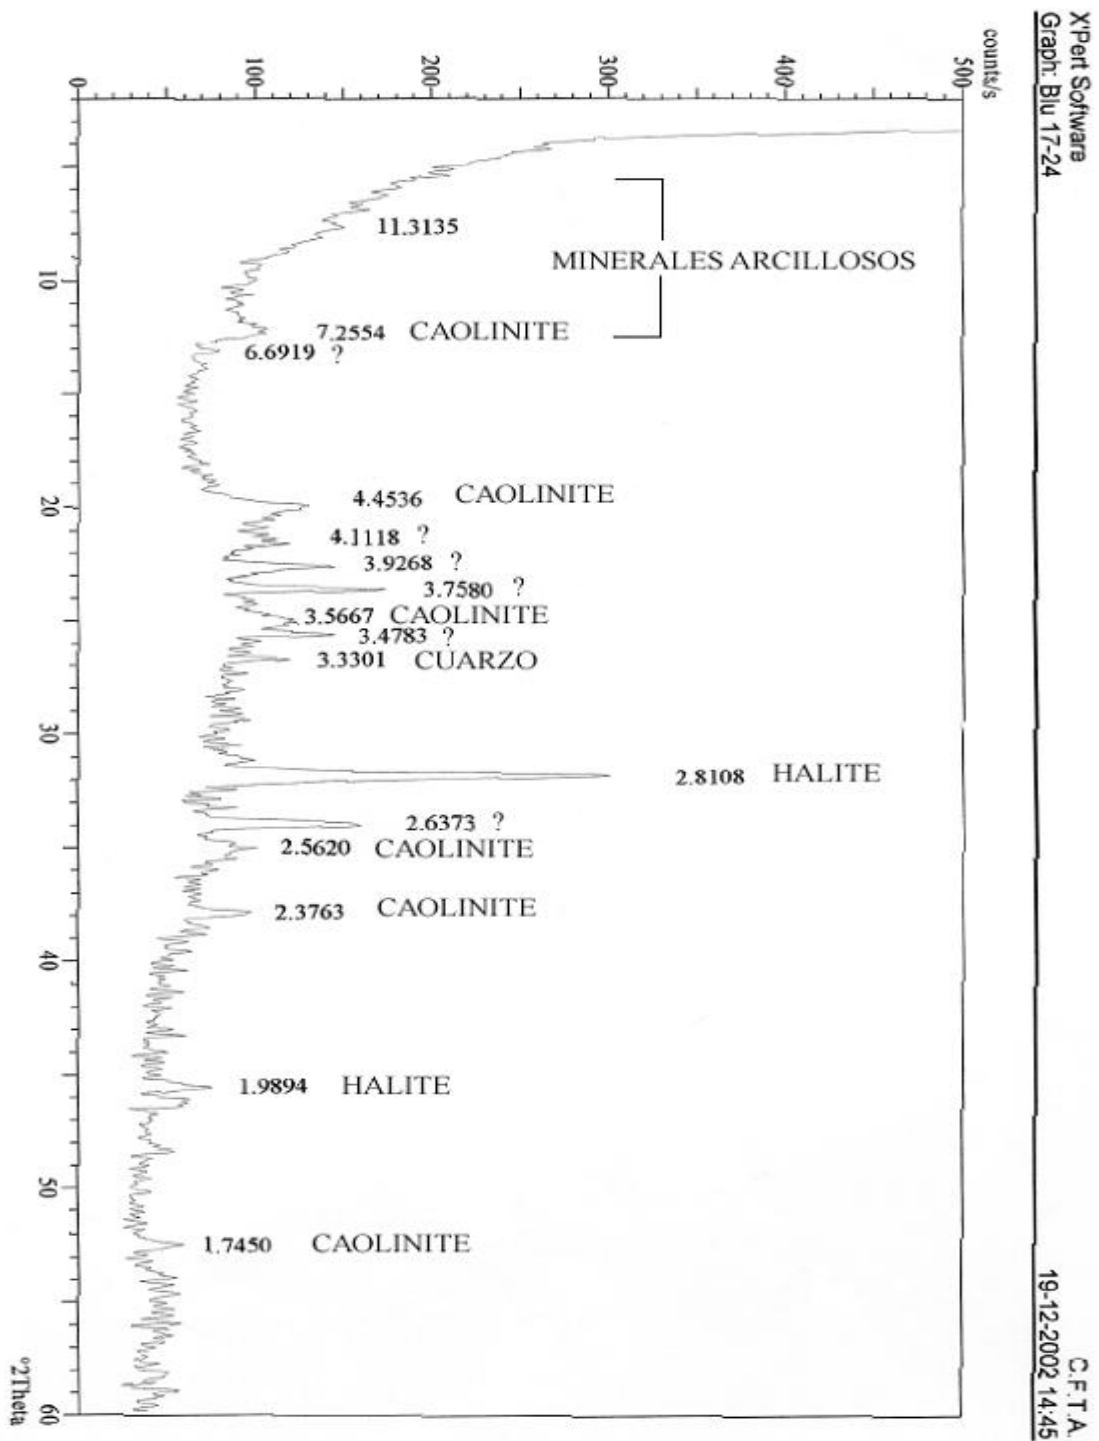 X'Pert Software
C.F.T.A.
Graph: Blu 17-24
19-12-2002 14:45
counts/s
0
100
200
300
400
500
11.3135
MINERALES ARCILLOSOS
10
7.2554 CAOLINITE
6.6919 ?
4.4536 CAOLINITE
20
4.1118 ?
3.9268 ?
3.7580 ?
3.5667 CAOLINITE
3.4783 ?
3.3301 CUARZO
30
2.8108 HALITE
2.6373 ?
2.5620 CAOLINITE
2.3763 CAOLINITE
40
1.9894 HALITE
50
1.7450 CAOLINITE
60
°2Theta